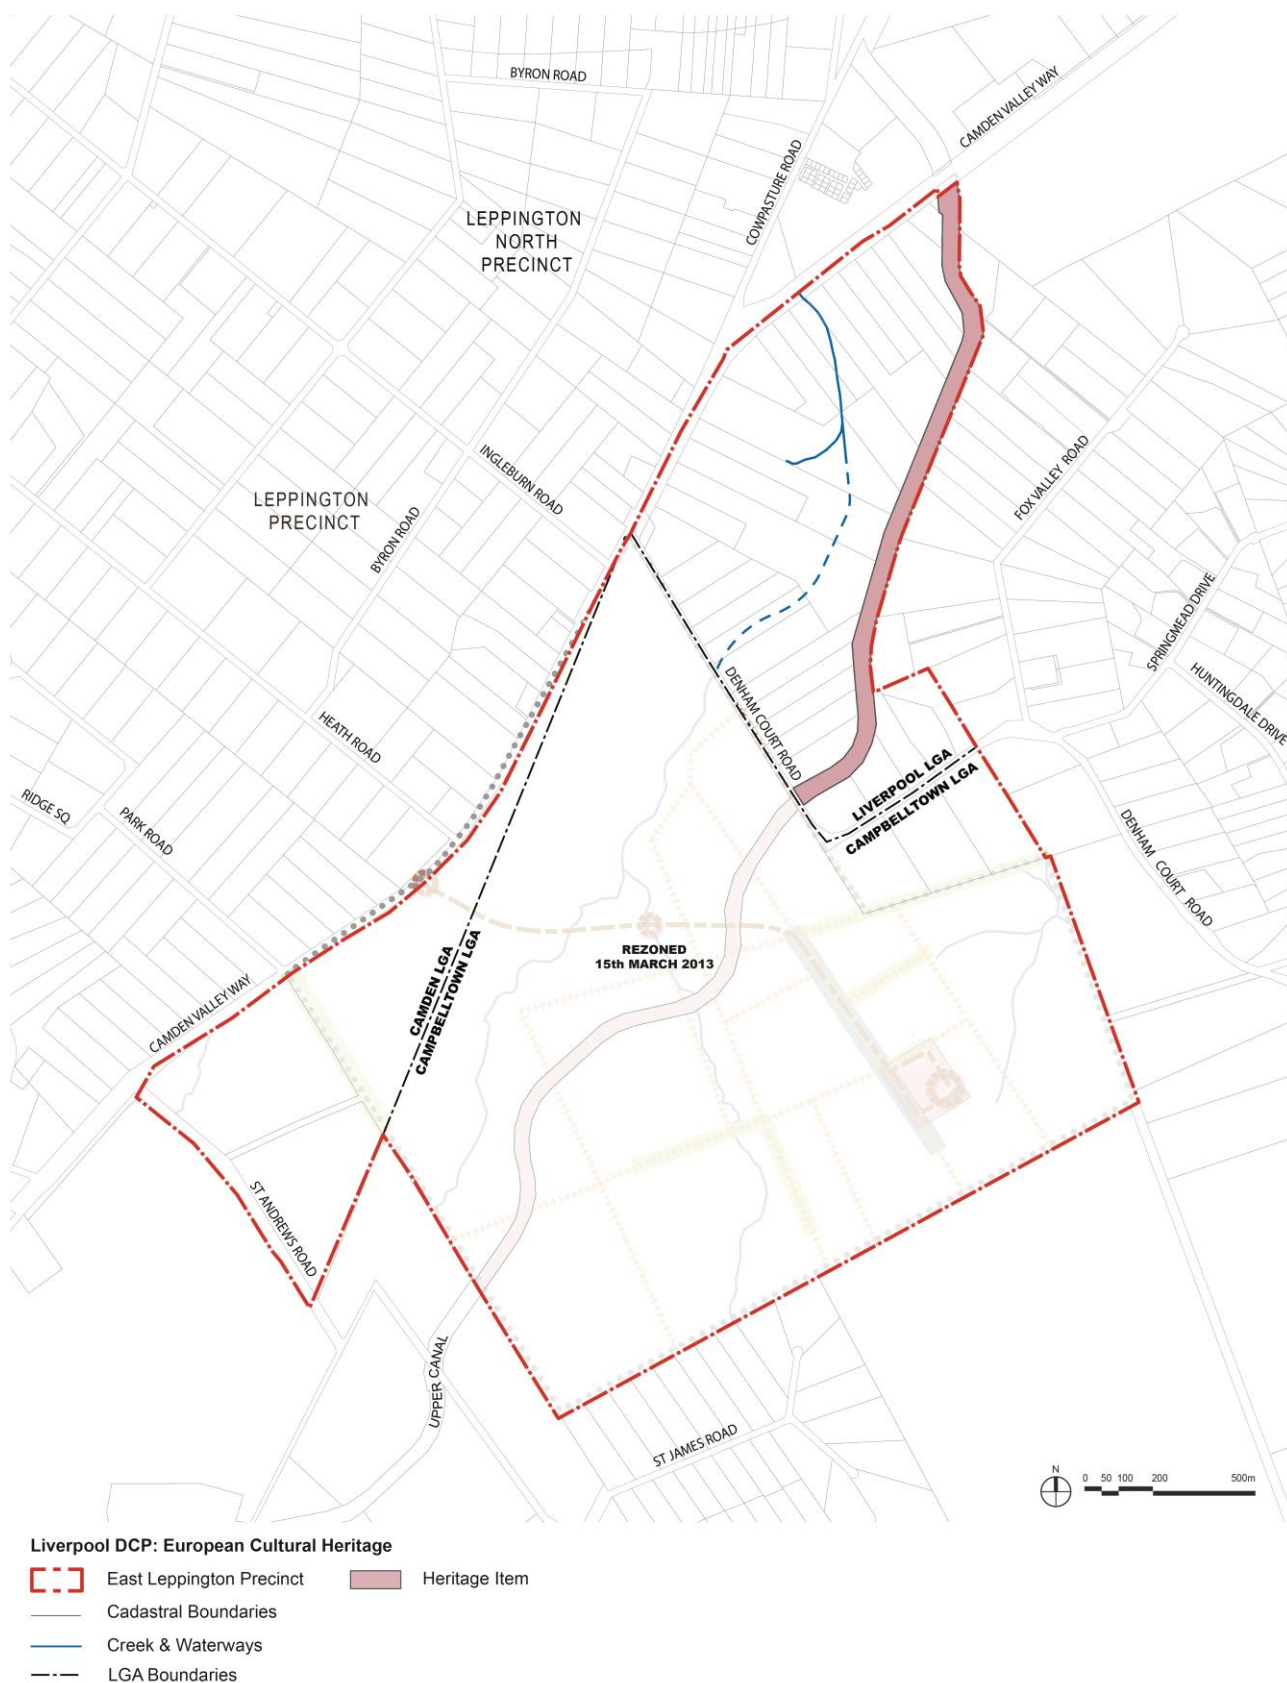 BYRON ROAD
CAMDEN VALLEY WAY
COWPASTURE ROAD
LEPPINGTON
NORTH
PRECINCT
INGLEBURN ROAD
FOX VALLEY ROAD
LEPPINGTON
PRECINCT
BYRON ROAD
SPRINGMEAD DRIVE
HUNTINGDALE DRIVE
DENHAM COURT ROAD
HEATH ROAD
LIVERPOOL LGA
CAMPBELLTOWN LGA
RIDGE SQ
PARK ROAD
DENHAM COURT ROAD
REZONED
15th MARCH 2013
CAMDEN LGA
CAMPBELLTOWN LGA
CAMDEN VALLEY WAY
ST ANDREWS ROAD
UPPER CANAL
ST JAMES ROAD
N
0 50 100 200 500m
Liverpool DCP: European Cultural Heritage
East Leppington Precinct
Heritage Item
Cadastral Boundaries
Creek & Waterways
LGA Boundaries